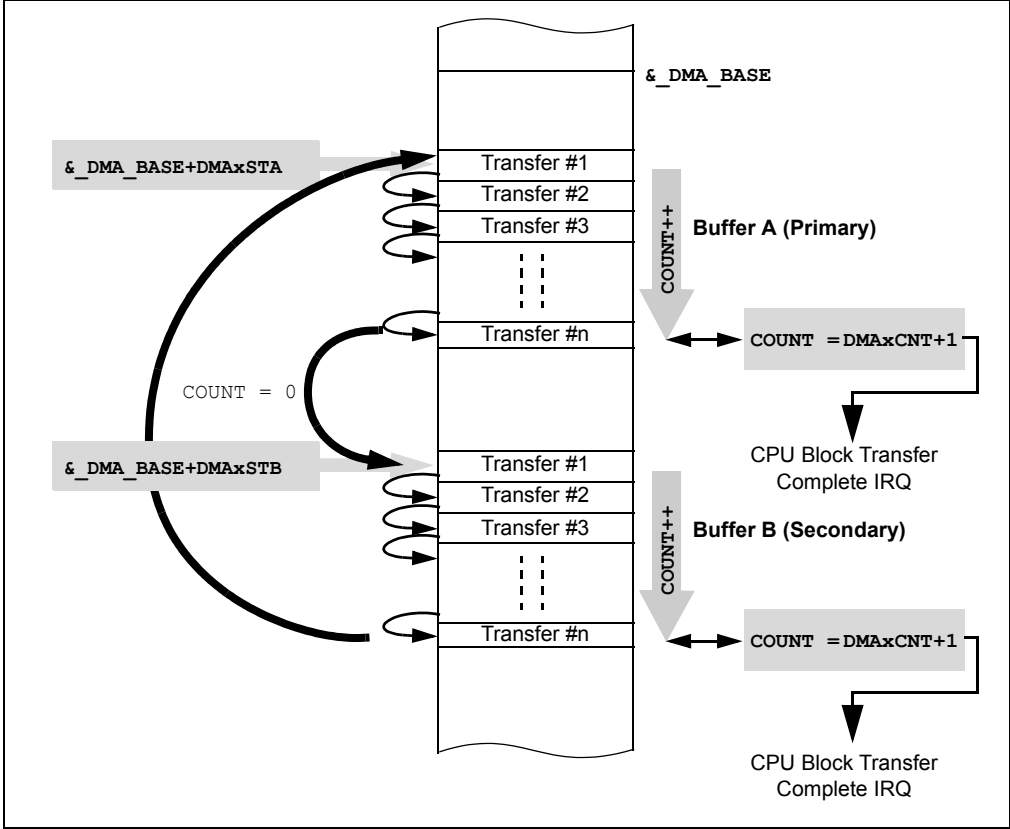 &_DMA_BASE
&_DMA_BASE+DMAxSTA
Transfer #1
Transfer #2
Transfer #3
Transfer #n
COUNT++
Buffer A (Primary)
COUNT =DMAxCNT+1
CPU Block Transfer
Complete IRQ
COUNT = 0
&_DMA_BASE+DMAxSTB
Transfer #1
Transfer #2
Transfer #3
Transfer #n
COUNT++
Buffer B (Secondary)
COUNT =DMAxCNT+1
CPU Block Transfer
Complete IRQ